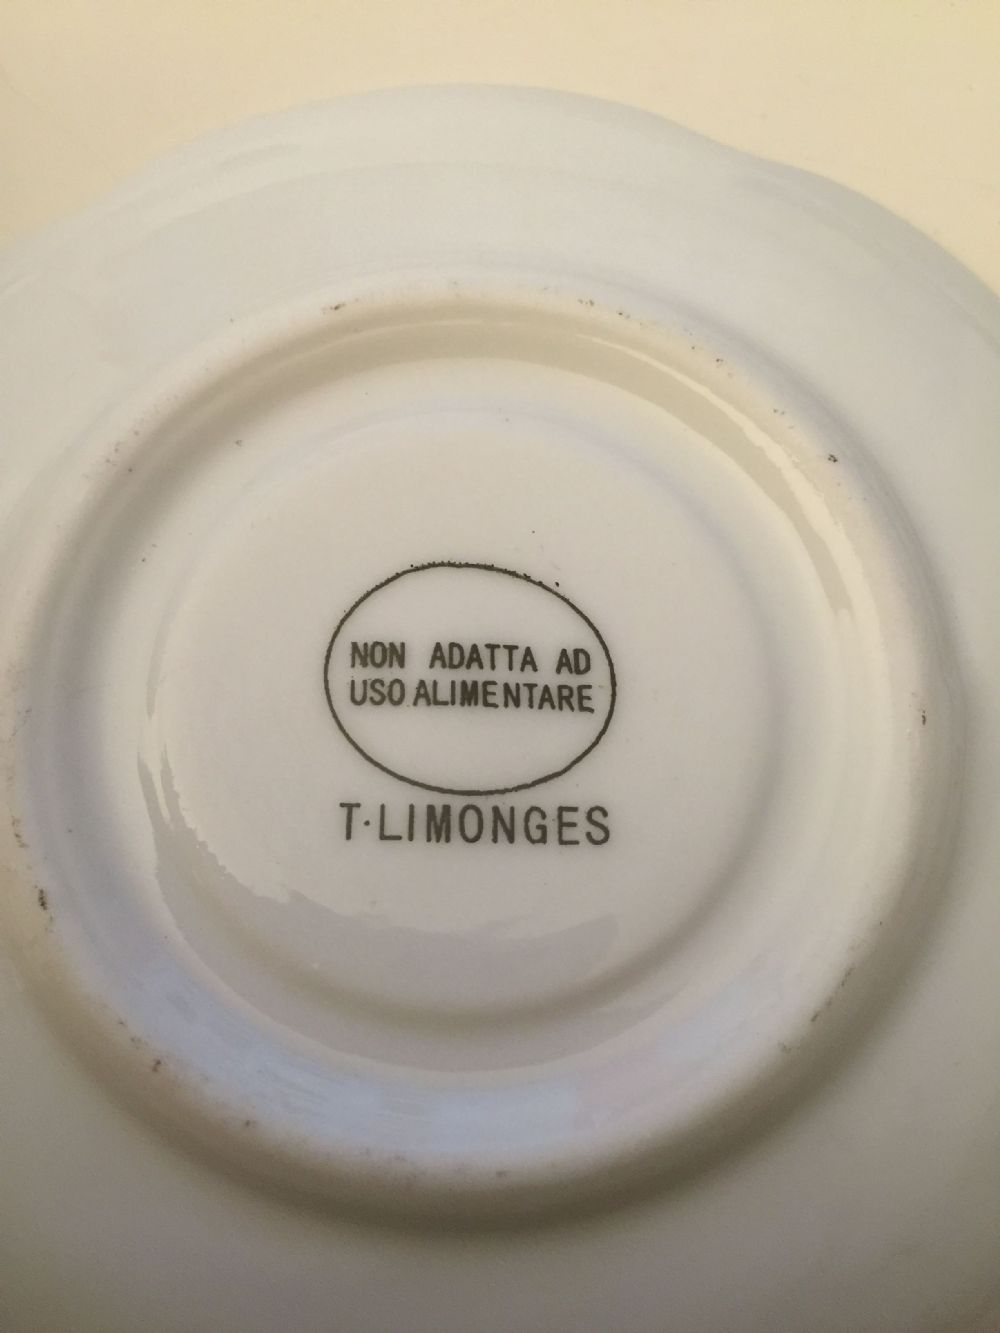 NON ADATTA AD
USO ALIMENTARE
T·LIMONGES